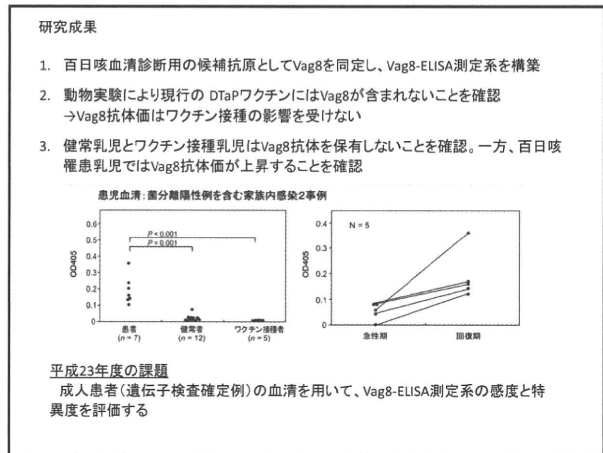 研究成果
1. 百日咳血清診断用の候補抗原としてVag8を同定し、Vag8-ELISA測定系を構築
2. 動物実験により現行の DTaPワクチンにはVag8が含まれないことを確認
→Vag8抗体価はワクチン接種の影響を受けない
3. 健常乳児とワクチン接種乳児はVag8抗体を保有しないことを確認。一方、百日咳
罹患乳児ではVag8抗体価が上昇することを確認
患児血清：菌分離陽性例を含む家族内感染2事例
OD405
0.6
0.5
0.4
0.3
0.2
0.1
0
P < 0.001
P = 0.001
患者
(n = 7)
健常者
(n = 12)
ワクチン接種者
(n = 5)
OD405
0.4
0.3
0.2
0.1
0
N = 5
急性期
回復期
平成23年度の課題
成人患者（遺伝子検査確定例）の血清を用いて、Vag8-ELISA測定系の感度と特
異度を評価する